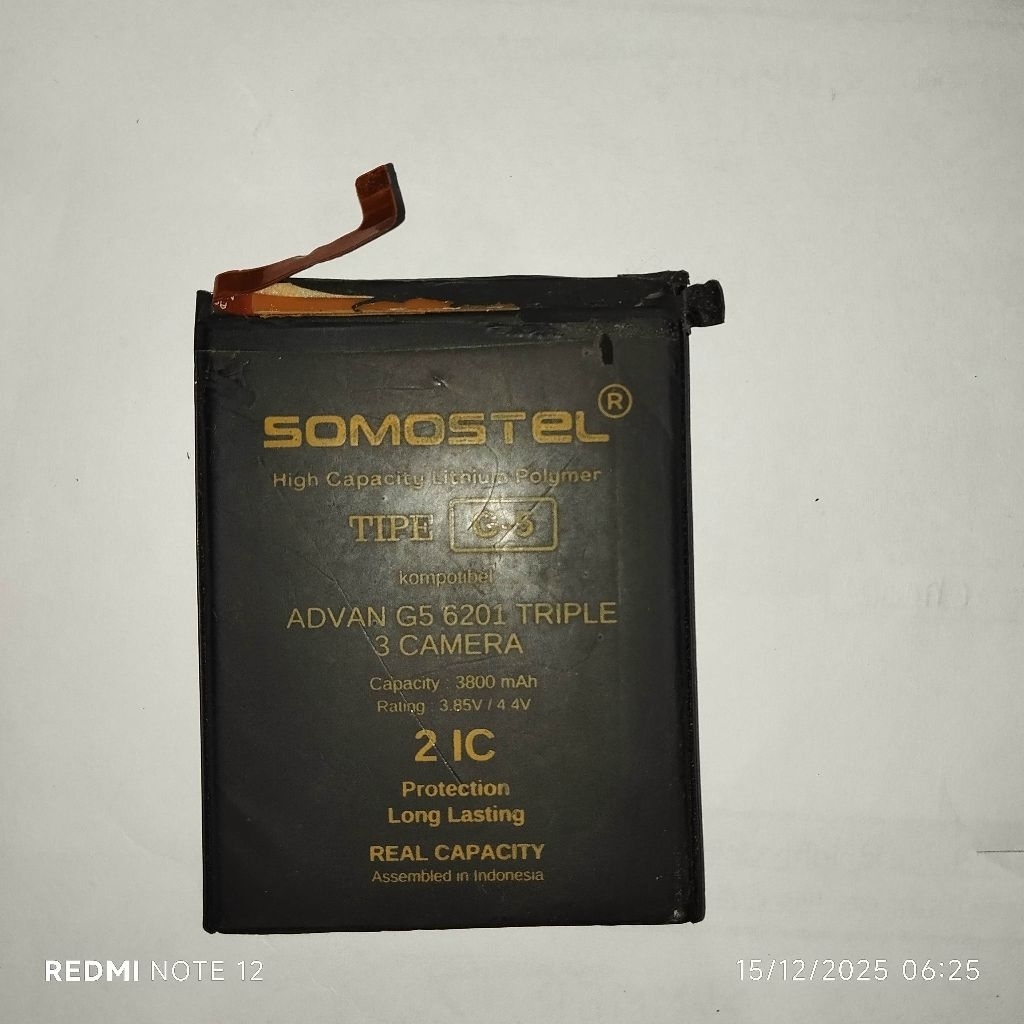 SOMOSTEL®
High Capacity Lithium Polymer
TIPE G-5
kompotibel
ADVAN G5 6201 TRIPLE
3 CAMERA
Capacity : 3800 mAh
Rating : 3.85V / 4.4V
2 IC
Protection
Long Lasting
REAL CAPACITY
Assembled in Indonesia
REDMI NOTE 12
15/12/2025 06:25